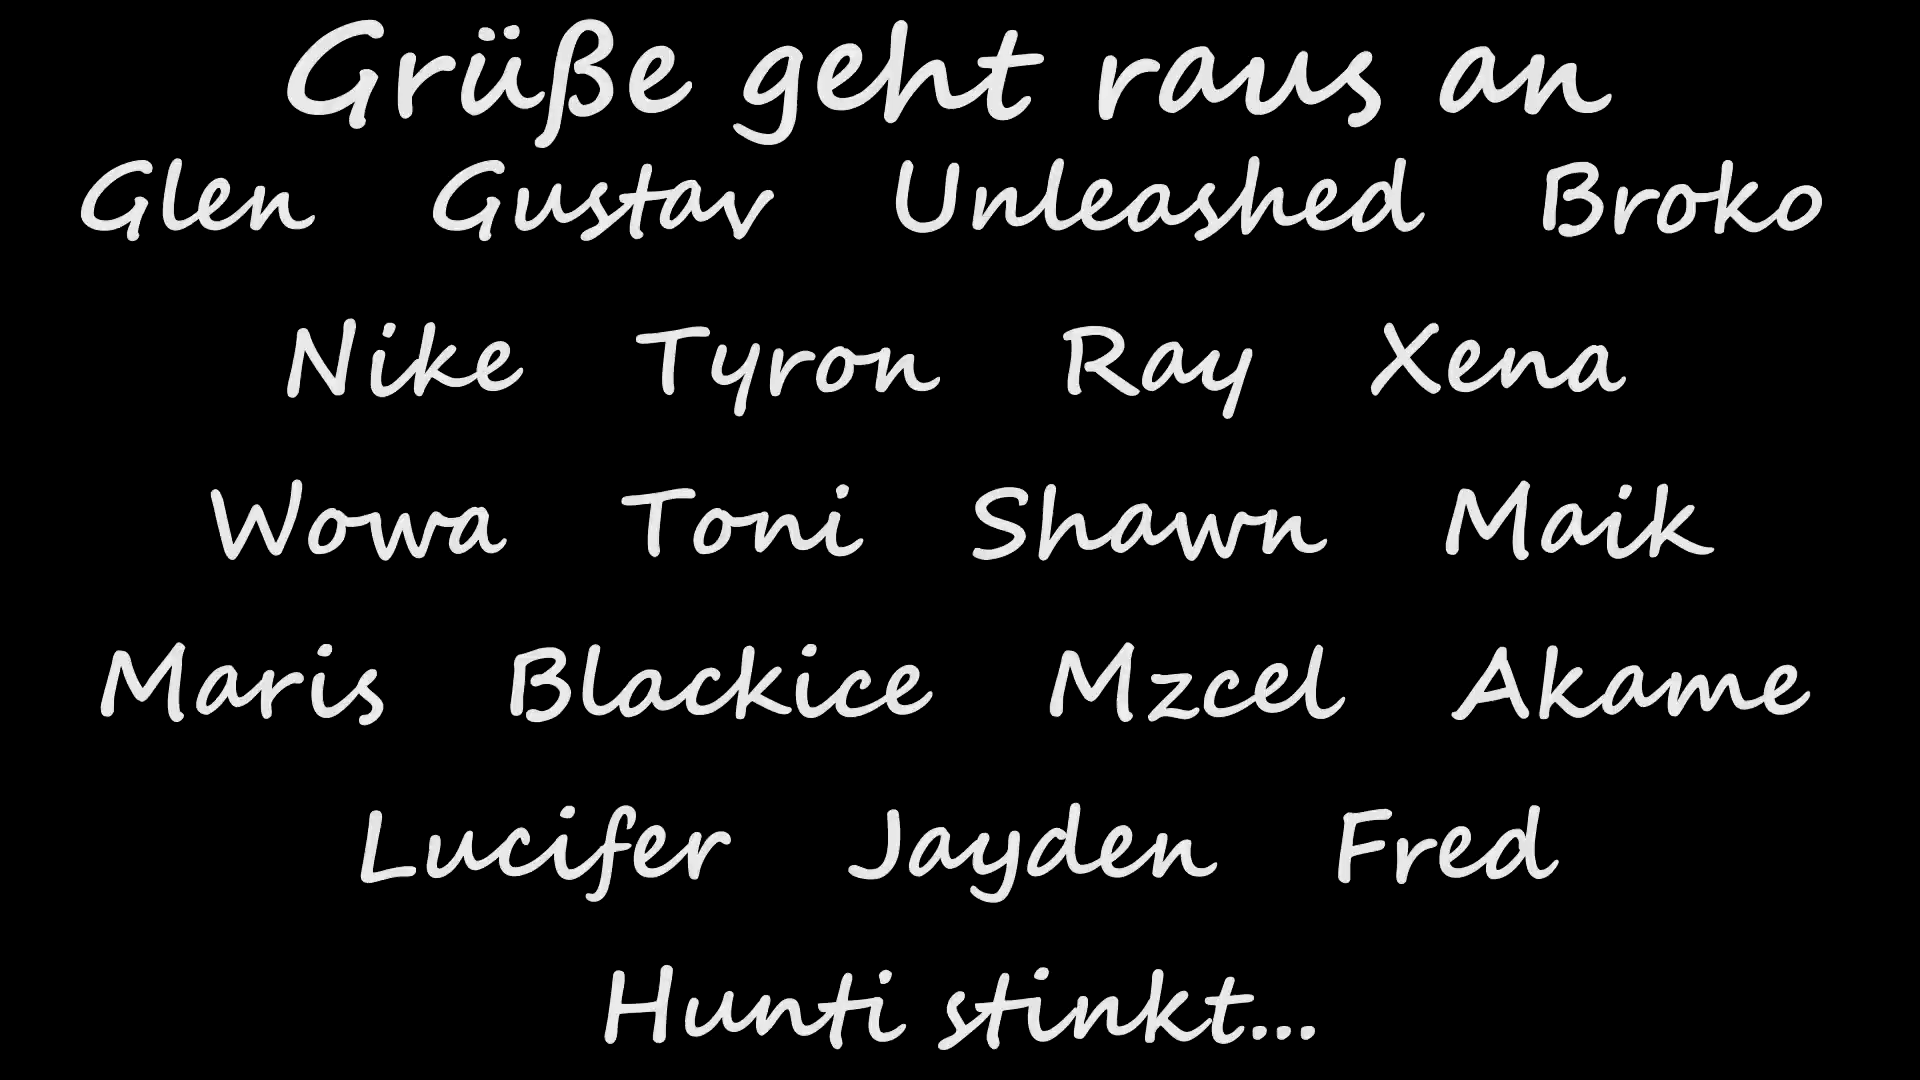 Grüße geht raus an
Glen Gustav Unleashed Broko
Nike Tyron Ray Xena
Wowa Toni Shawn Maik
Maris Blackice Mzcel Akame
Lucifer Jayden Fred
Hunti stinkt...